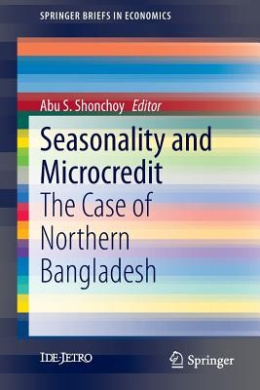 SPRINGER BRIEFS IN ECONOMICS
Abu S. Shonchoy Editor
Seasonality and
Microcredit
The Case of
Northern
Bangladesh
IDE-JETRO
Springer